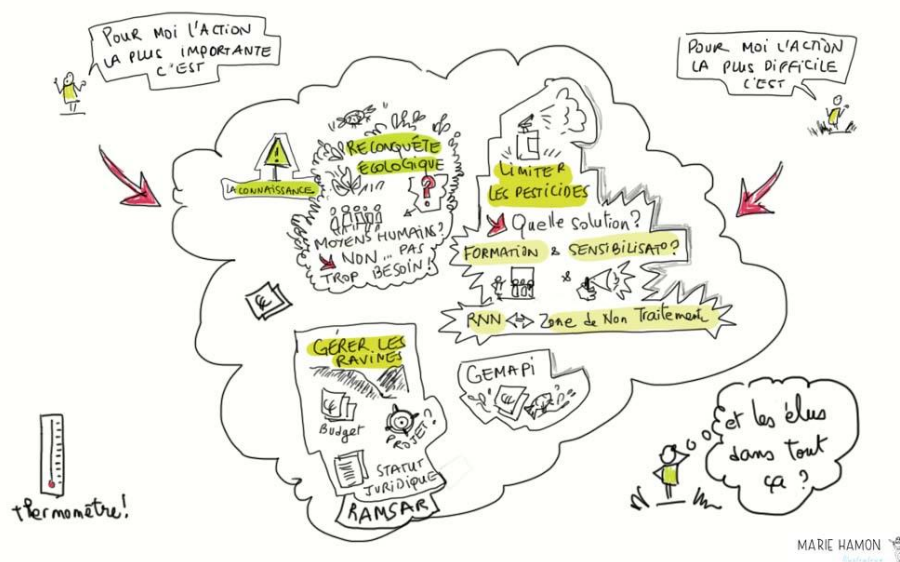 POUR MOI L'ACTION
LA PLUS IMPORTANTE
C'EST
POUR MOI L'ACTION
LA PLUS DIFFICILE
C'EST
LA CONNAISSANCE
RECONQUÊTE
ÉCOLOGIQUE
?
MOYENS HUMAINS?
NON... PAS
TROP BESOIN!
LIMITER
LES PESTICIDES
Quelle solution?
FORMATION & SENSIBILISATO?
&
RNN ⇔ Zone de Non Traitement
GÉRER LES
RAVINES
€
Budget
PROJET?
STATUT
JURIDIQUE
RAMSAR
GEMAPI
€
€
thermomètre!
et les élus
dans tout
ça ?
MARIE HAMON